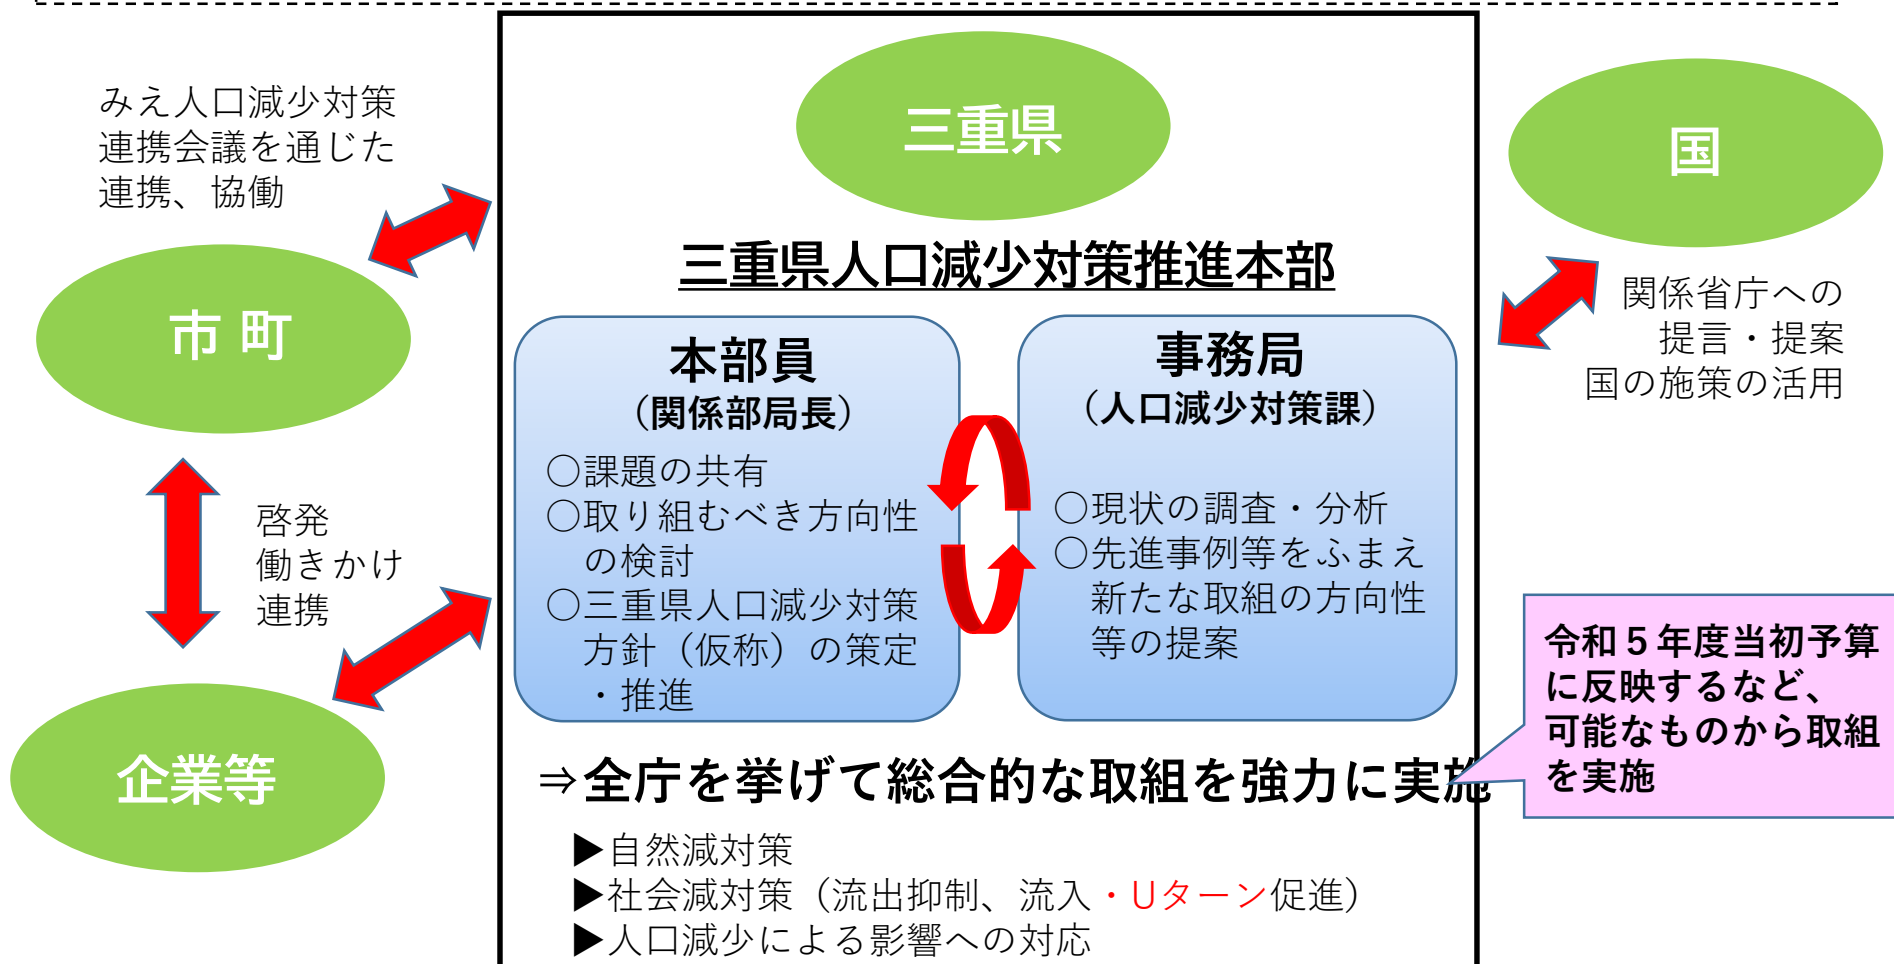 みえ人口減少対策
連携会議を通じた
連携、協働
市 町
啓発
働きかけ
連携
企業等
三重県
三重県人口減少対策推進本部
本部員
（関係部局長）
○課題の共有
○取り組むべき方向性
の検討
○三重県人口減少対策
方針（仮称）の策定
・推進
事務局
（人口減少対策課）
○現状の調査・分析
○先進事例等をふまえ
新たな取組の方向性
等の提案
⇒全庁を挙げて総合的な取組を強力に実施
▶自然減対策
▶社会減対策（流出抑制、流入・Uターン促進）
▶人口減少による影響への対応
国
関係省庁への
提言・提案
国の施策の活用
令和５年度当初予算
に反映するなど、
可能なものから取組
を実施